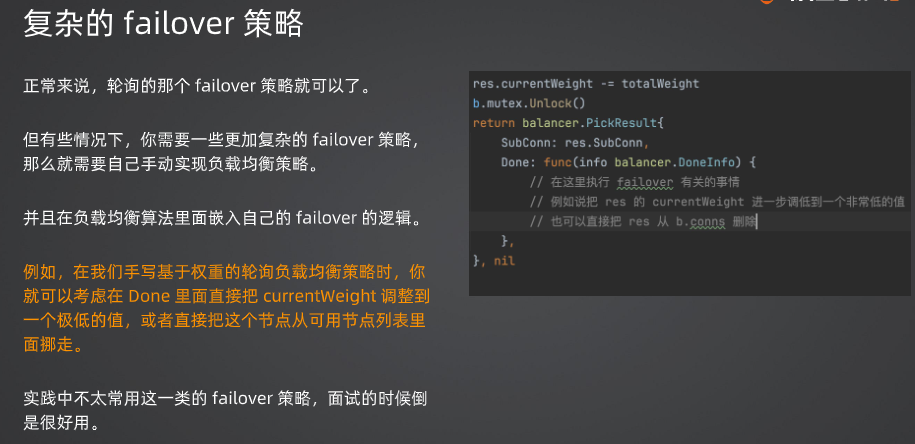 复杂的 failover 策略
正常来说，轮询的那个 failover 策略就可以了。
但有些情况下，你需要一些更加复杂的 failover 策略，
那么就需要自己手动实现负载均衡策略。
并且在负载均衡算法里面嵌入自己的 failover 的逻辑。
例如，在我们手写基于权重的轮询负载均衡策略时，你
就可以考虑在 Done 里面直接把 currentWeight 调整到
一个极低的值，或者直接把这个节点从可用节点列表里
面挪走。
实践中不太常用这一类的 failover 策略，面试的时候倒
是很好用。
res.currentWeight -= totalWeight
b.mutex.Unlock()
return balancer.PickResult{
    SubConn: res.SubConn,
    Done: func(info balancer.DoneInfo) {
        // 在这里执行 failover 有关的事情
        // 例如说把 res 的 currentWeight 进一步调低到一个非常低的值
        // 也可以直接把 res 从 b.conns 删除
    },
}, nil